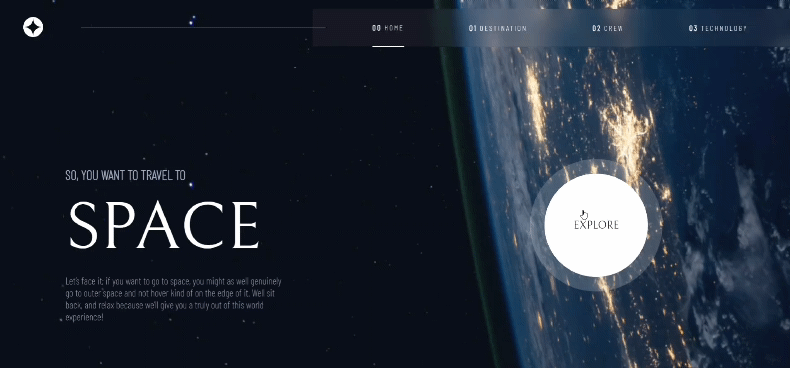 00 HOME
01 DESTINATION
02 CREW
03 TECHNOLOGY
SO, YOU WANT TO TRAVEL TO
SPACE
EXPLORE
Let's face it; if you want to go to space, you might as well genuinely
go to outer space and not hover kind of on the edge of it. Well sit
back, and relax because we'll give you a truly out of this world
experience!